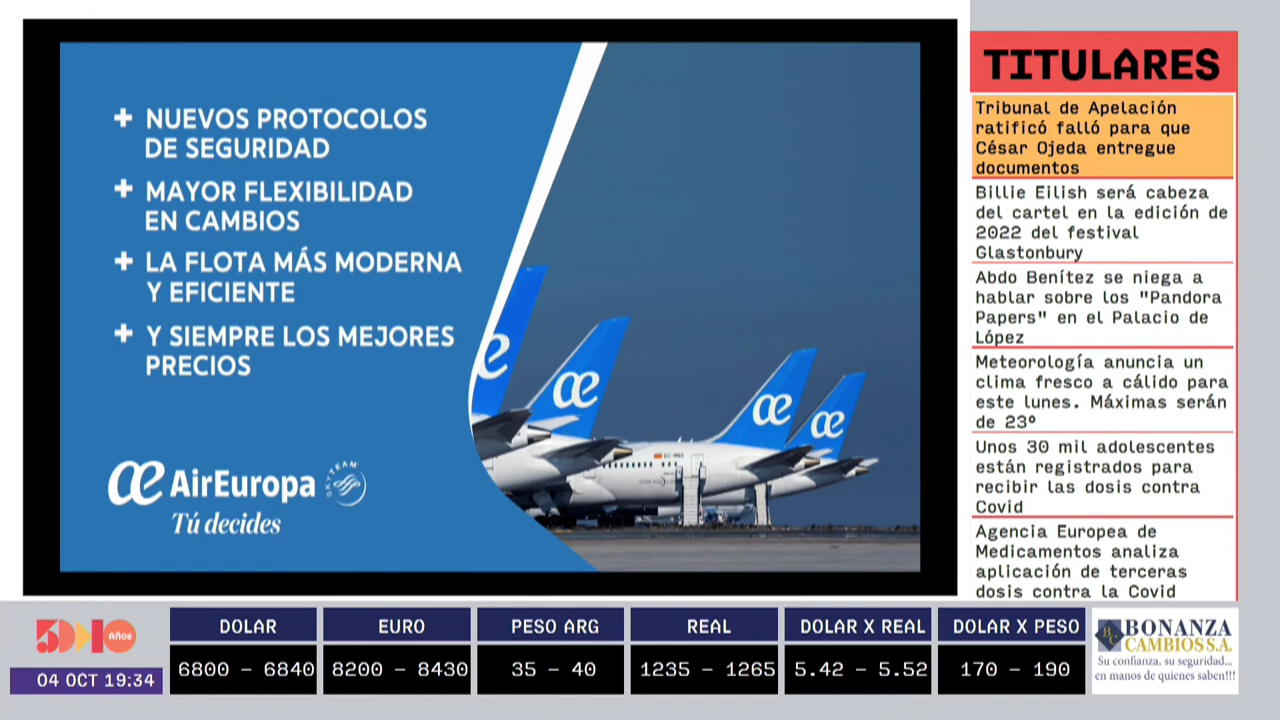 + NUEVOS PROTOCOLOS
DE SEGURIDAD
+ MAYOR FLEXIBILIDAD
EN CAMBIOS
+ LA FLOTA MÁS MODERNA
Y EFICIENTE
+ Y SIEMPRE LOS MEJORES
PRECIOS
æ AirEuropa SKYTEAM
Tú decides
e
æ
æ
æ
TITULARES
Tribunal de Apelación
ratificó falló para que
César Ojeda entregue
documentos
Billie Eilish será cabeza
del cartel en la edición de
2022 del festival
Glastonbury
Abdo Benítez se niega a
hablar sobre los "Pandora
Papers" en el Palacio de
López
Meteorología anuncia un
clima fresco a cálido para
este lunes. Máximas serán
de 23º
Unos 30 mil adolescentes
están registrados para
recibir las dosis contra
Covid
Agencia Europea de
Medicamentos analiza
aplicación de terceras
dosis contra la Covid
Años
04 OCT 19:34
DOLAR
6800 - 6840
EURO
8200 - 8430
PESO ARG
35 - 40
REAL
1235 - 1265
DOLAR X REAL
5.42 - 5.52
DOLAR X PESO
170 - 190
BC BONANZA
CAMBIOS S.A.
Su confianza, su seguridad...
en manos de quienes saben!!!